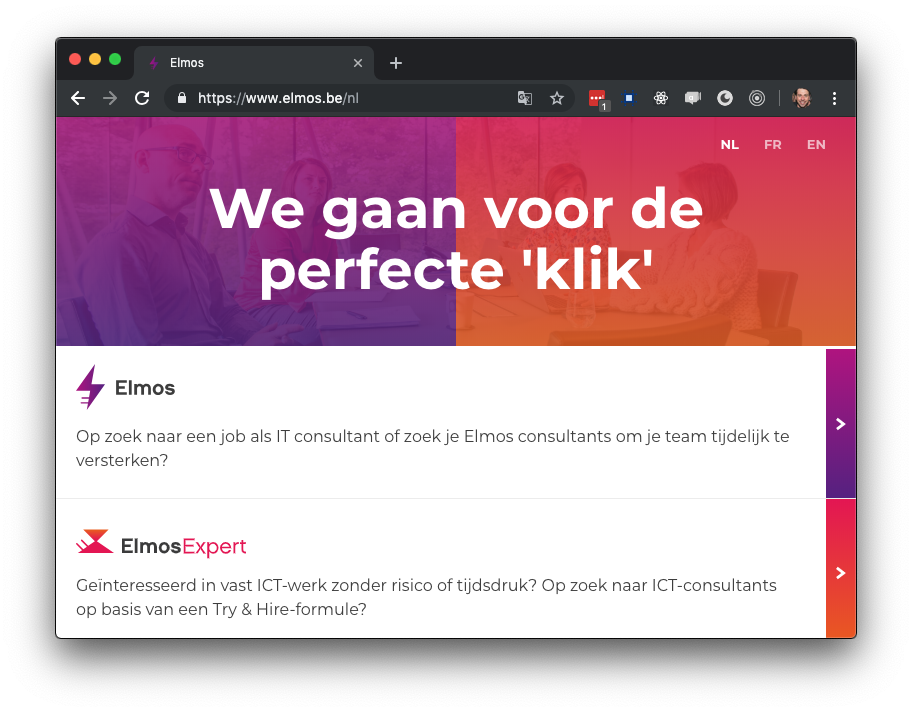 Elmos
https://www.elmos.be/nl
1
NL FR EN
We gaan voor de
perfecte 'klik'
Elmos
Op zoek naar een job als IT consultant of zoek je Elmos consultants om je team tijdelijk te
versterken?
ElmosExpert
Geïnteresseerd in vast ICT-werk zonder risico of tijdsdruk? Op zoek naar ICT-consultants
op basis van een Try & Hire-formule?